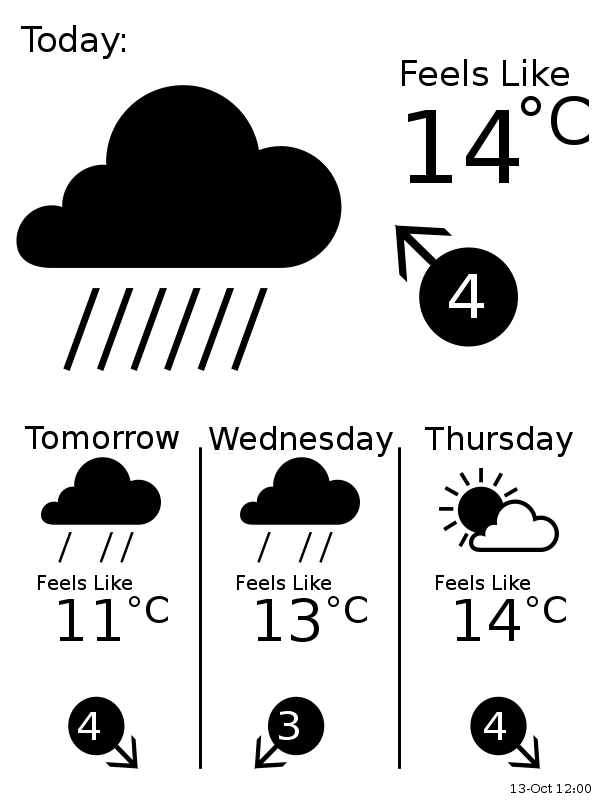 Today:
Feels Like
14°C
4
Tomorrow Wednesday Thursday
Feels Like Feels Like Feels Like
11°C 13°C 14°C
4 3 4
13-Oct 12:00